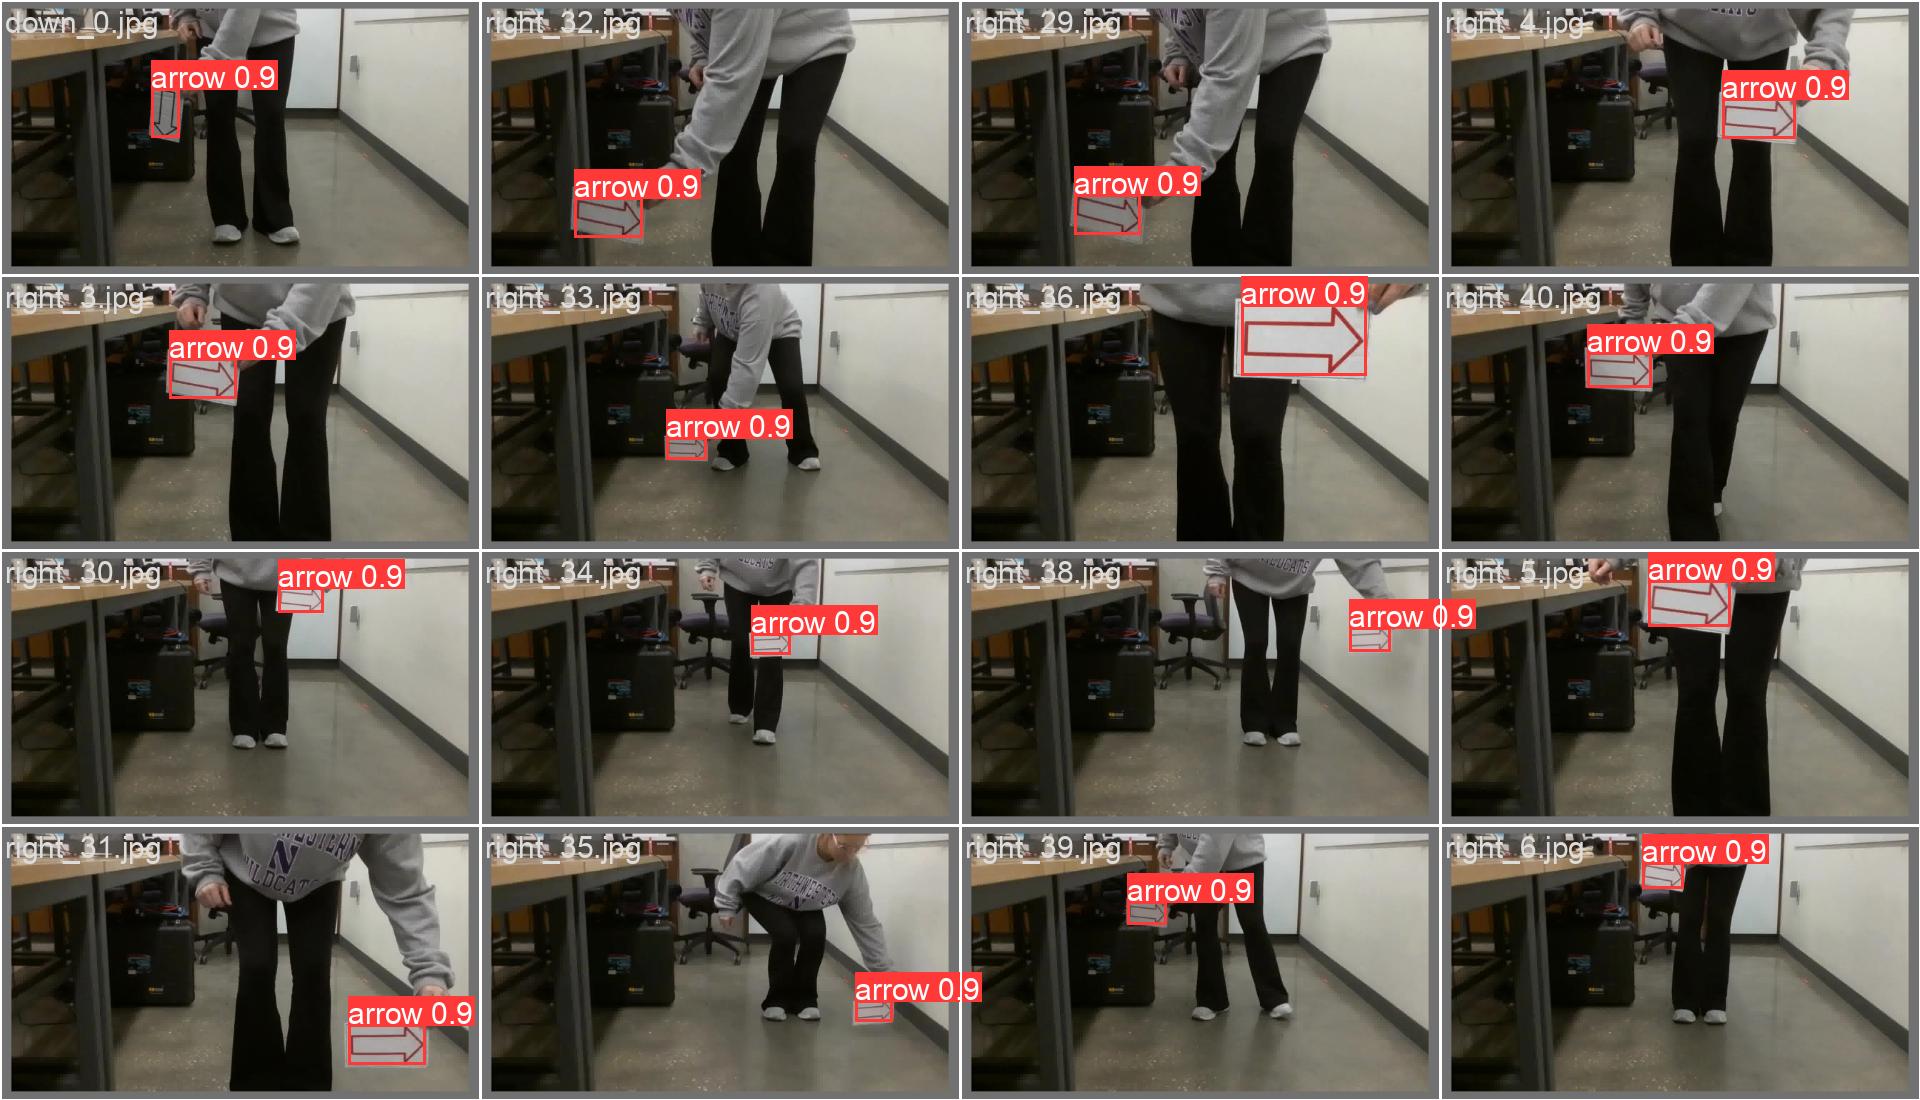 down_0.jpg
arrow 0.9
right_32.jpg
arrow 0.9
right_29.jpg
arrow 0.9
right_4.jpg
arrow 0.9
right_3.jpg
arrow 0.9
right_33.jpg
arrow 0.9
right_36.jpg
arrow 0.9
right_40.jpg
arrow 0.9
right_30.jpg
arrow 0.9
right_34.jpg
arrow 0.9
right_38.jpg
arrow 0.9
right_5.jpg
arrow 0.9
right_31.jpg
N
WILDCATS
arrow 0.9
right_35.jpg
arrow 0.9
right_39.jpg
arrow 0.9
right_6.jpg
arrow 0.9